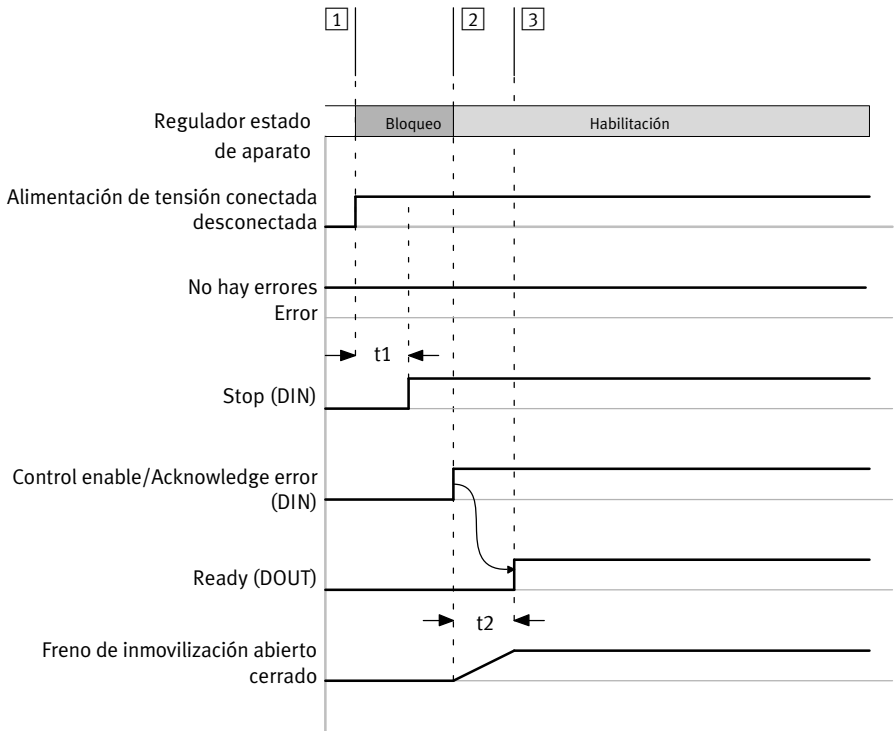 1 2 3
Regulador estado
de aparato
Bloqueo
Habilitación
Alimentación de tensión conectada
desconectada
No hay errores
Error
t1
Stop (DIN)
Control enable/Acknowledge error
(DIN)
Ready (DOUT)
t2
Freno de inmovilización abierto
cerrado